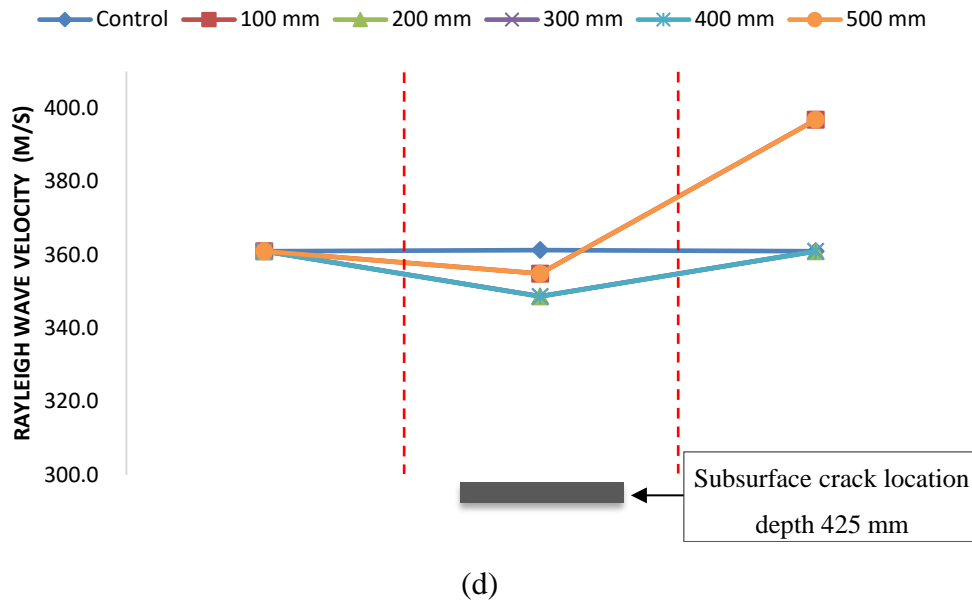 Control 100 mm 200 mm 300 mm 400 mm 500 mm
RAYLEIGH WAVE VELOCITY (M/S)
400.0
380.0
360.0
340.0
320.0
300.0
Subsurface crack location
depth 425 mm
(d)